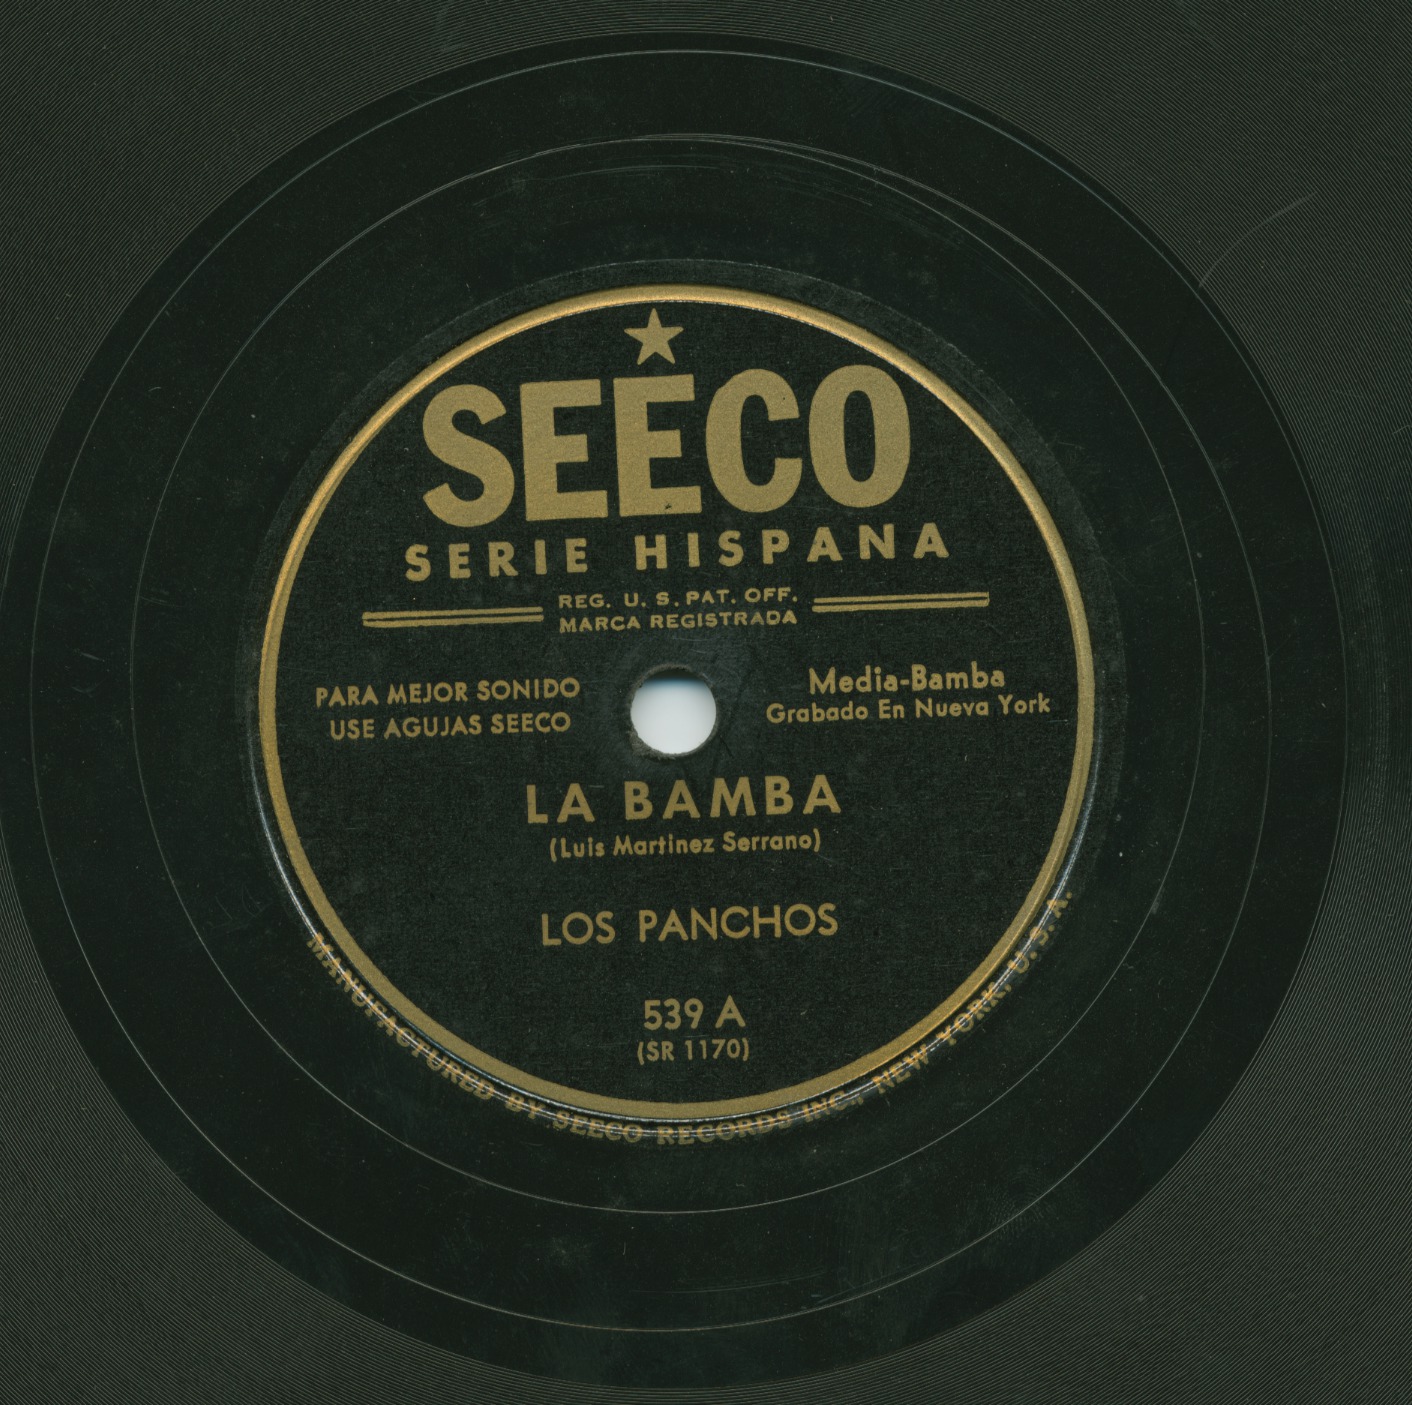 SEECO
SERIE HISPANA
REG. U. S. PAT. OFF.
MARCA REGISTRADA
PARA MEJOR SONIDO
USE AGUJAS SEECO
Media-Bamba
Grabado En Nueva York
LA BAMBA
(Luis Martinez Serrano)
LOS PANCHOS
539 A
(SR 1170)
MANUFACTURED BY SEECO RECORDS INC., NEW YORK, U. S. A.